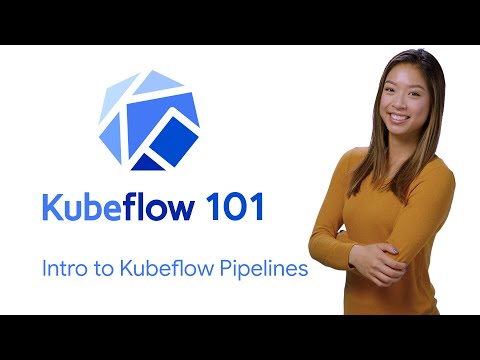 Kubeflow 101
Intro to Kubeflow Pipelines